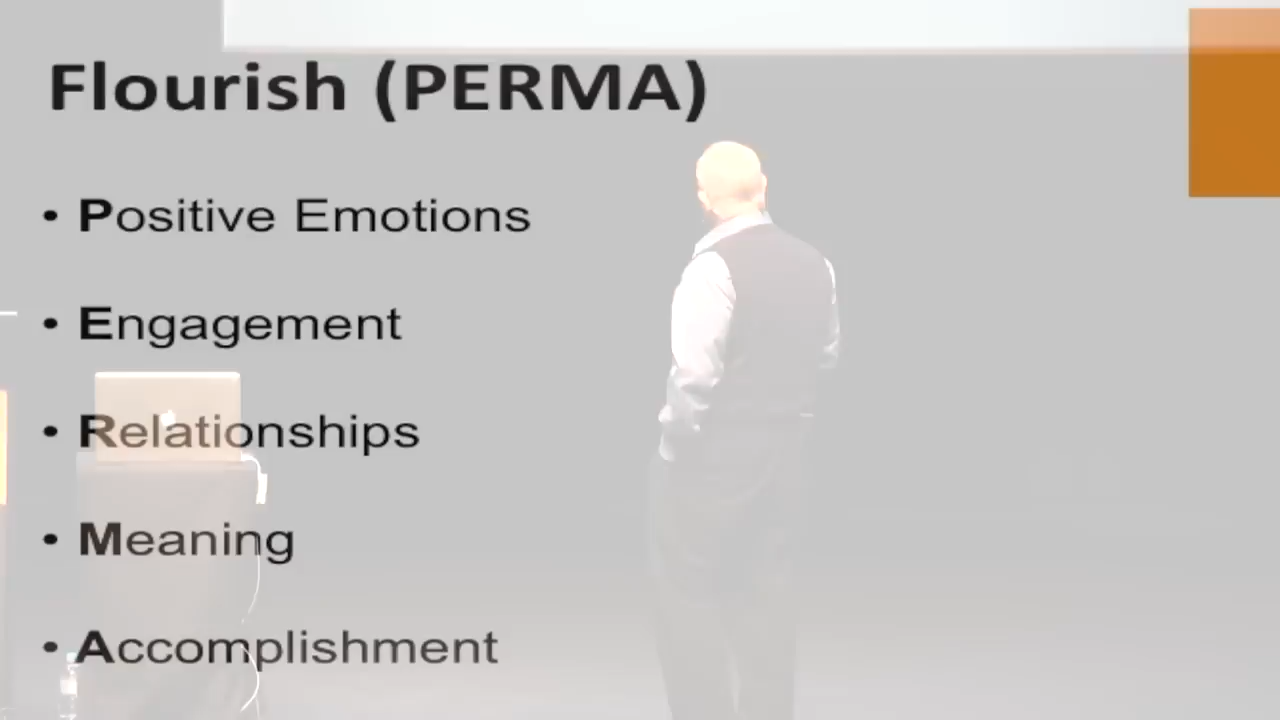 Flourish (PERMA)
• Positive Emotions
• Engagement
• Relationships
• Meaning
• Accomplishment